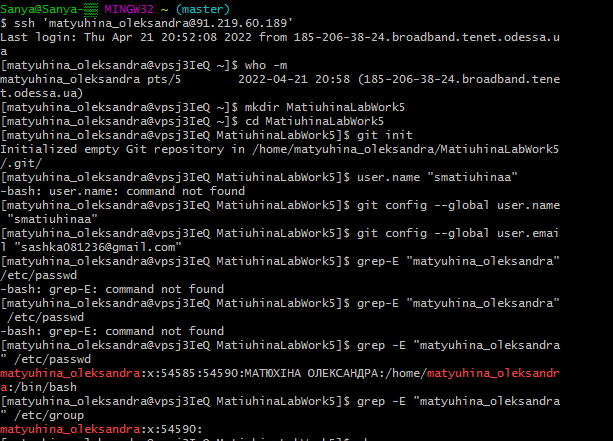 Sanya@Sanya- MINGW32 ~ (master)
$ ssh 'matyuhina_oleksandra@91.219.60.189'
Last login: Thu Apr 21 20:52:08 2022 from 185-206-38-24.broadband.tenet.odessa.u
a
[matyuhina_oleksandra@vpsj3IeQ ~]$ who -m
matyuhina_oleksandra pts/5        2022-04-21 20:58 (185-206-38-24.broadband.tene
t.odessa.ua)
[matyuhina_oleksandra@vpsj3IeQ ~]$ mkdir MatiuhinaLabWork5
[matyuhina_oleksandra@vpsj3IeQ ~]$ cd MatiuhinaLabWork5
[matyuhina_oleksandra@vpsj3IeQ MatiuhinaLabWork5]$ git init
Initialized empty Git repository in /home/matyuhina_oleksandra/MatiuhinaLabWork5
/.git/
[matyuhina_oleksandra@vpsj3IeQ MatiuhinaLabWork5]$ user.name "smatiuhinaa"
-bash: user.name: command not found
[matyuhina_oleksandra@vpsj3IeQ MatiuhinaLabWork5]$ git config --global user.name
 "smatiuhinaa"
[matyuhina_oleksandra@vpsj3IeQ MatiuhinaLabWork5]$ git config --global user.emai
l "sashka081236@gmail.com"
[matyuhina_oleksandra@vpsj3IeQ MatiuhinaLabWork5]$ grep-E "matyuhina_oleksandra"
/etc/passwd
-bash: grep-E: command not found
[matyuhina_oleksandra@vpsj3IeQ MatiuhinaLabWork5]$ grep-E "matyuhina_oleksandra"
 /etc/passwd
-bash: grep-E: command not found
[matyuhina_oleksandra@vpsj3IeQ MatiuhinaLabWork5]$ grep -E "matyuhina_oleksandra
" /etc/passwd
matyuhina_oleksandra:x:54585:54590:МАТЮХІНА ОЛЕКСАНДРА:/home/matyuhina_oleksandr
a:/bin/bash
[matyuhina_oleksandra@vpsj3IeQ MatiuhinaLabWork5]$ grep -E "matyuhina_oleksandra
" /etc/group
matyuhina_oleksandra:x:54590: